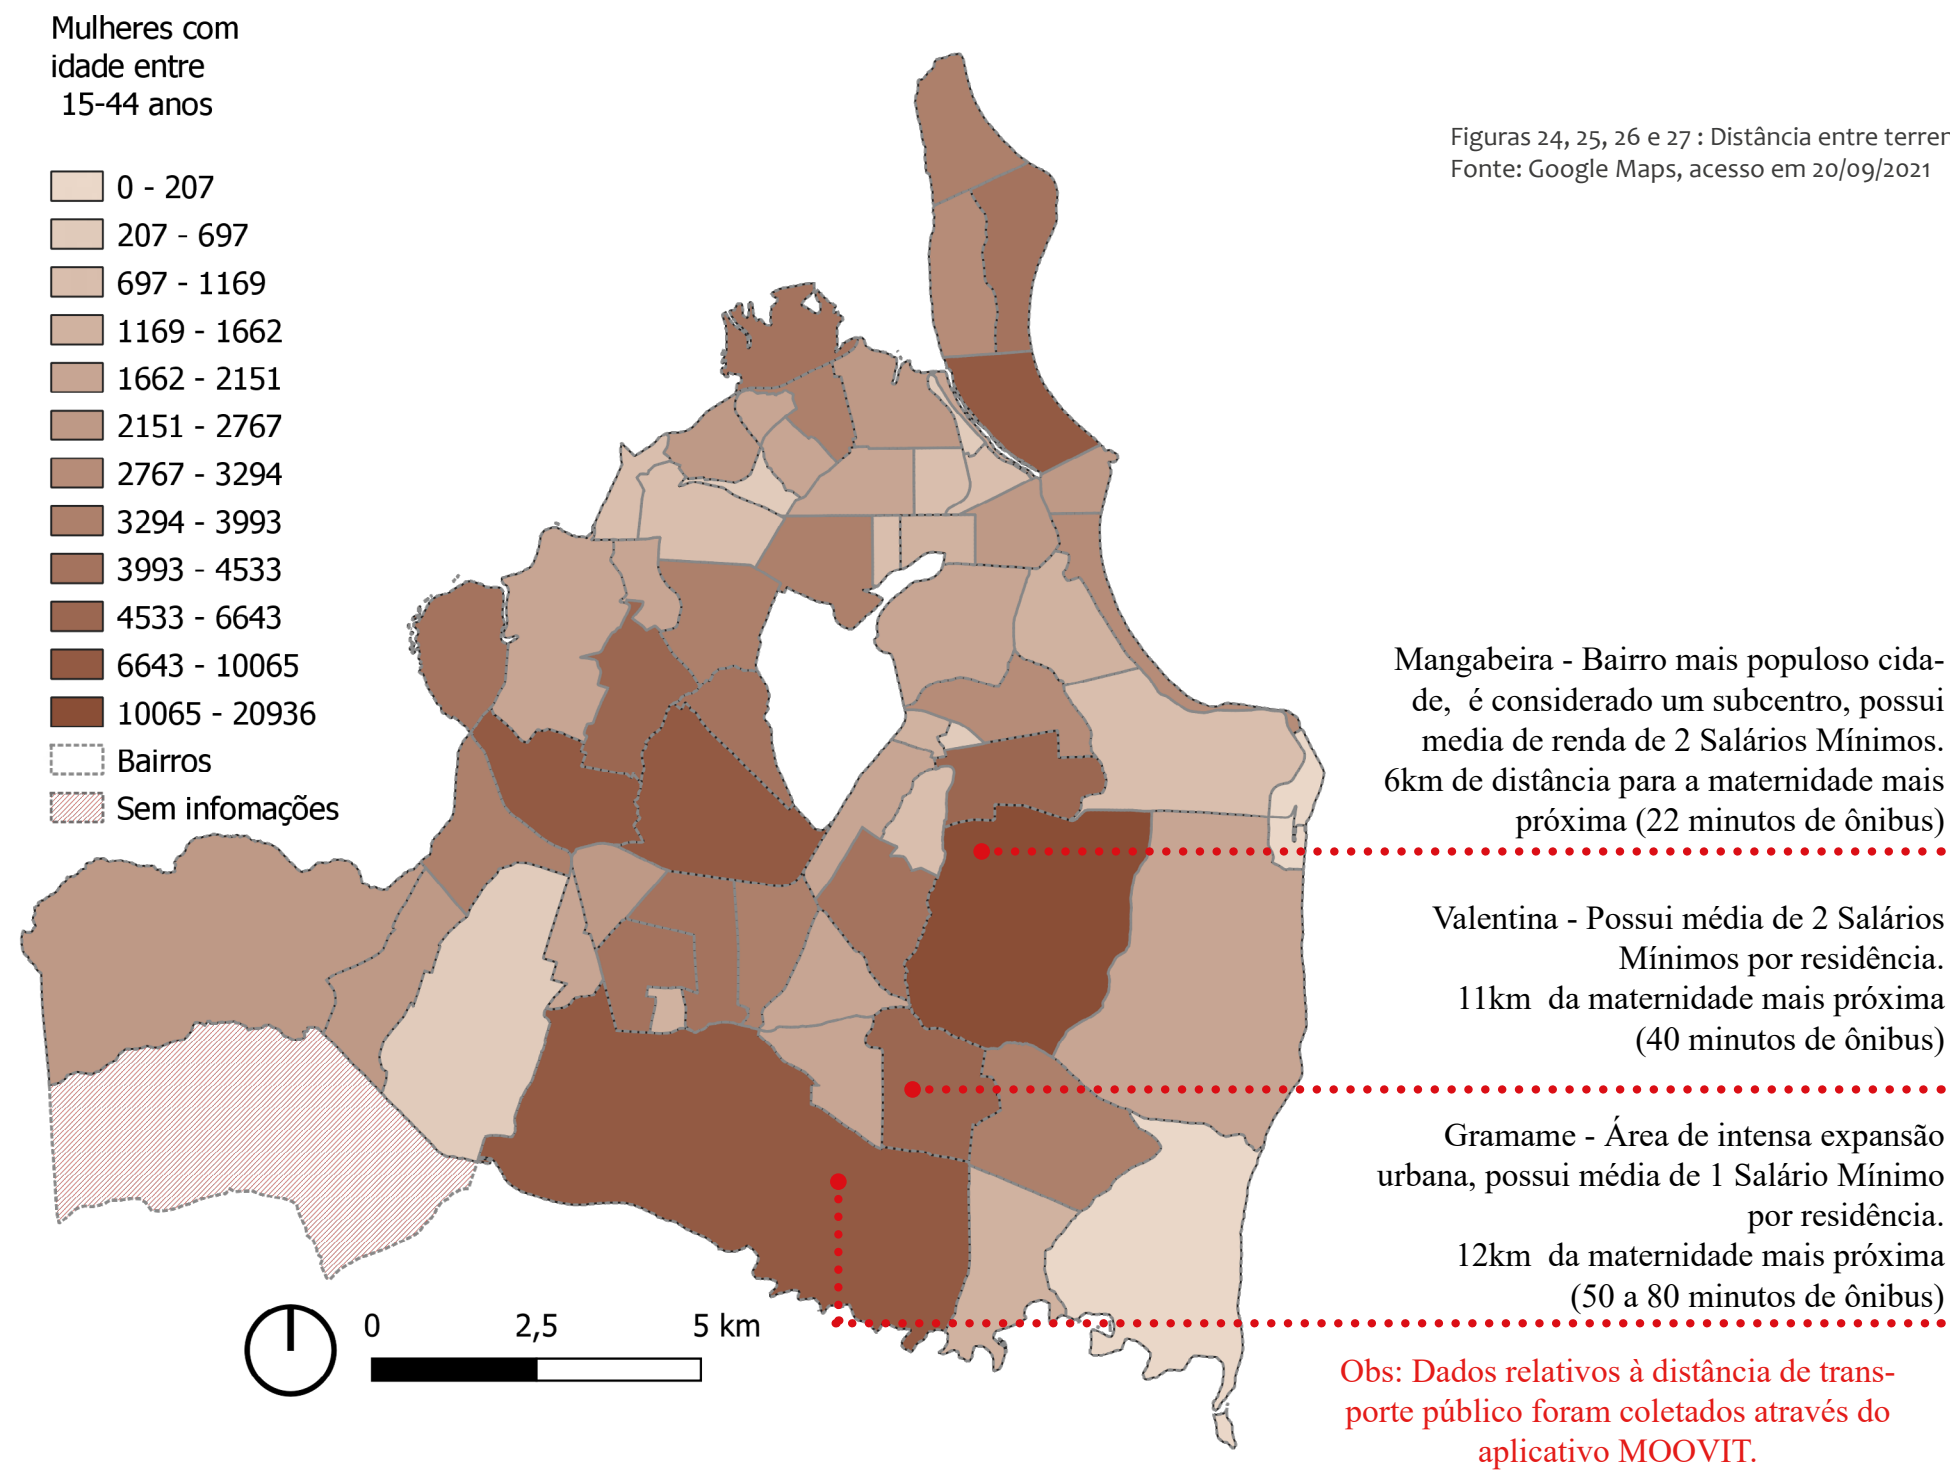 Mulheres com
idade entre
15-44 anos
0 - 207
207 - 697
697 - 1169
1169 - 1662
1662 - 2151
2151 - 2767
2767 - 3294
3294 - 3993
3993 - 4533
4533 - 6643
6643 - 10065
10065 - 20936
Bairros
Sem infomações
0 2,5 5 km
Figuras 24, 25, 26 e 27 : Distância entre
Fonte: Google Maps, acesso em 20/09/2021
Mangabeira - Bairro mais populoso cida-
de, é considerado um subcentro, possui
media de renda de 2 Salários Mínimos.
6km de distância para a maternidade mais
próxima (22 minutos de ônibus)
Valentina - Possui média de 2 Salários
Mínimos por residência.
11km da maternidade mais próxima
(40 minutos de ônibus)
Gramame - Área de intensa expansão
urbana, possui média de 1 Salário Mínimo
por residência.
12km da maternidade mais próxima
(50 a 80 minutos de ônibus)
Obs: Dados relativos à distância de trans-
porte público foram coletados através do
aplicativo MOOVIT.